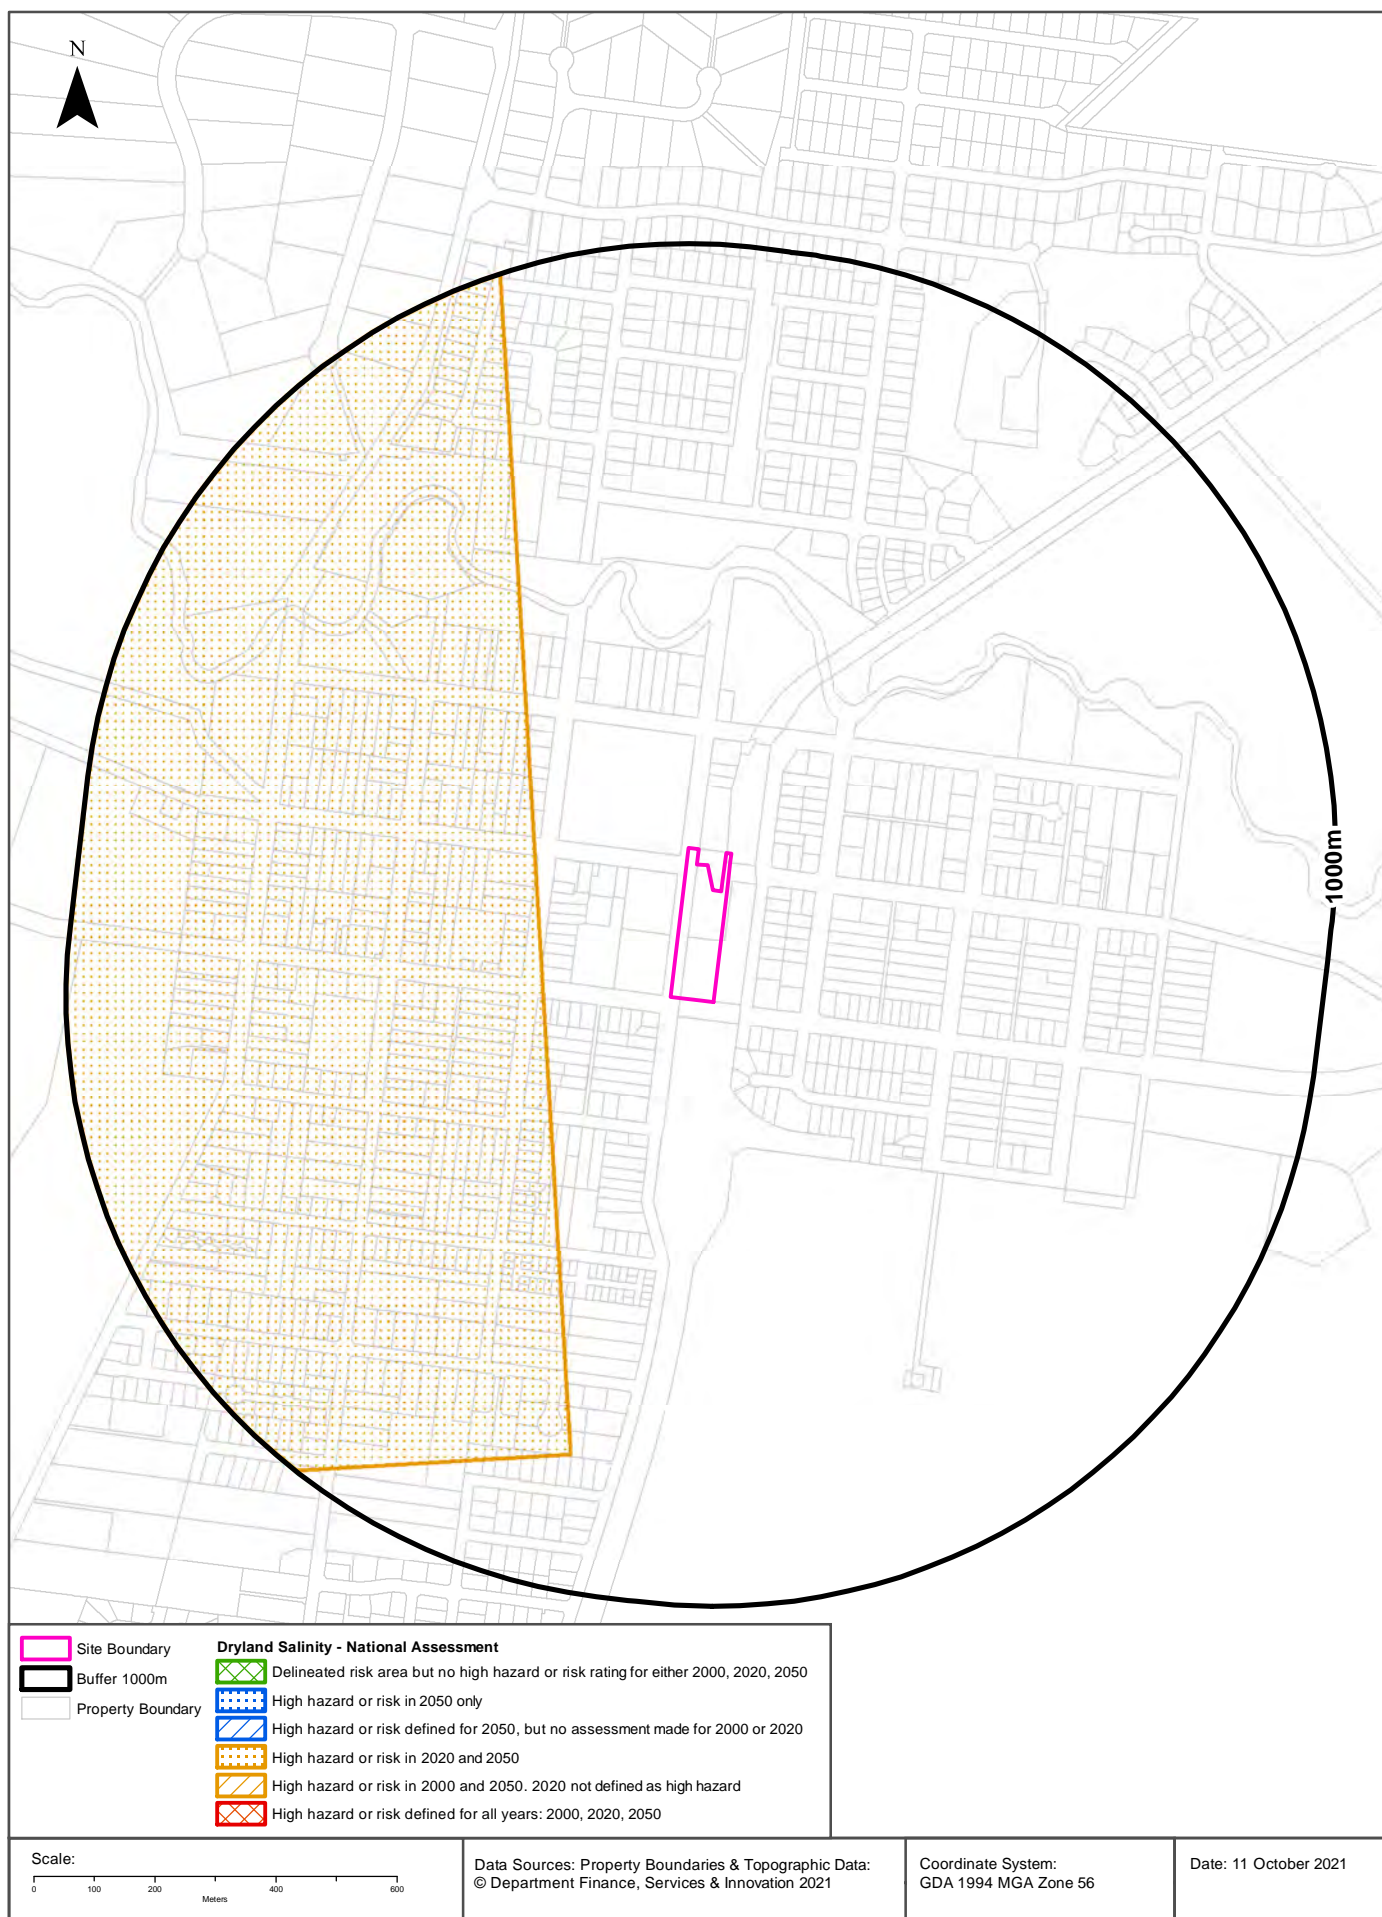 N
1000m
Site Boundary
Buffer 1000m
Property Boundary
Dryland Salinity - National Assessment
Delineated risk area but no high hazard or risk rating for either 2000, 2020, 2050
High hazard or risk in 2050 only
High hazard or risk defined for 2050, but no assessment made for 2000 or 2020
High hazard or risk in 2020 and 2050
High hazard or risk in 2000 and 2050. 2020 not defined as high hazard
High hazard or risk defined for all years: 2000, 2020, 2050
Scale:
0 100 200 400 600
Meters
Data Sources: Property Boundaries & Topographic Data:
© Department Finance, Services & Innovation 2021
Coordinate System:
GDA 1994 MGA Zone 56
Date: 11 October 2021